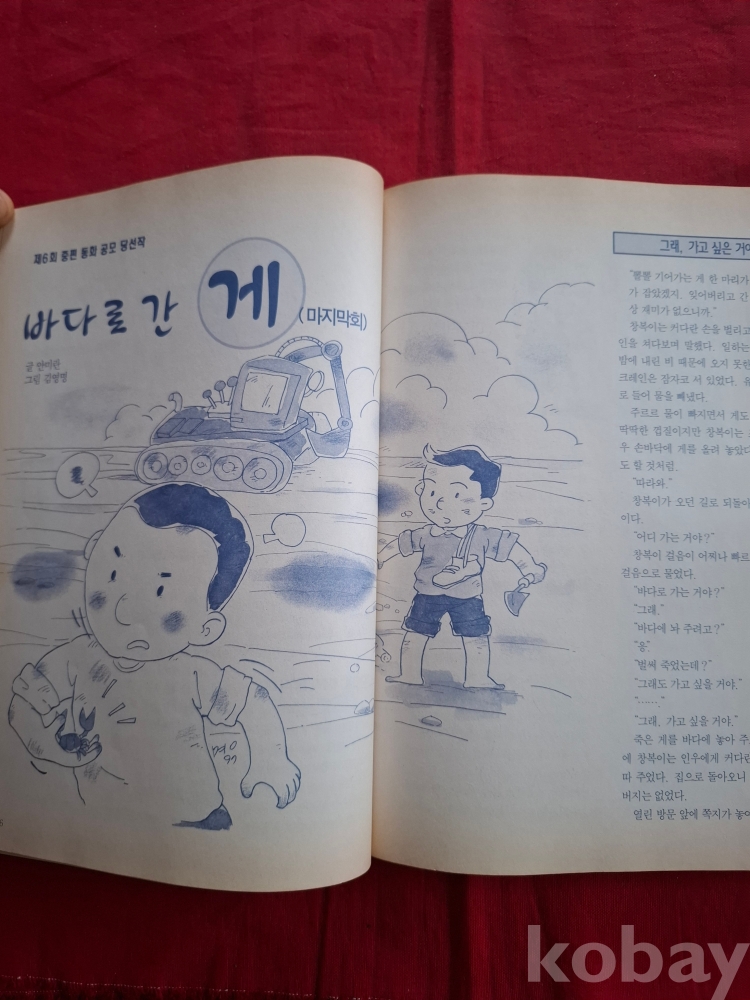 제6회 중편 동화 공모 당선작
바다로 간 게 (마지막회)
글 안미란
그림 김영명
그래, 가고 싶은 거야
“뽈뽈 기어가는 게 한 마리가
가 잡았겠지. 잊어버리고 간
상 재미가 없으니까.”
창복이는 커다란 손을 벌리고
인을 쳐다보며 말했다. 일하는
밤에 내린 비 때문에 오지 못한
크레인은 잠자코 서 있었다.
로 들어 물을 빼냈다.
주르르 물이 빠지면서 게도
딱딱한 껍질이지만 창복이는
우 손바닥에 게를 올려 놓았다
도 할 것처럼.
“따라와.”
창복이가 오던 길로 되돌아
이다.
“어디 가는 거야?”
창복이 걸음이 어찌나 빠르
걸음으로 물었다.
“바다로 가는 거야?”
“그래.”
“바다에 놔 주려고?”
“응.”
“벌써 죽었는데?”
“그래도 가고 싶을 거야.”
“……”
“그래, 가고 싶을 거야.”
죽은 게를 바다에 놓아 주
에 창복이는 인우에게 커다란
따 주었다. 집으로 돌아오니
버지는 없었다.
열린 방문 앞에 쪽지가 놓여
kobay